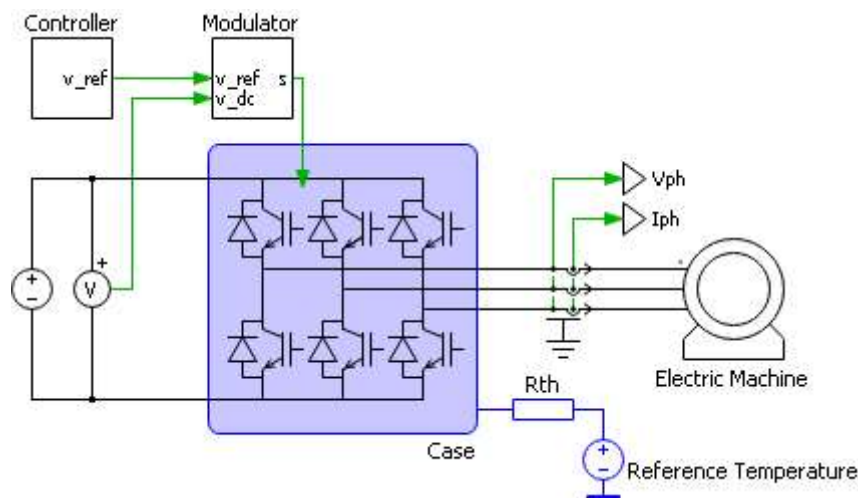 Controller
Modulator
v_ref
v_ref
s
v_dc
Vph
Iph
V
+
+
-
Electric Machine
Rth
Case
+
-
Reference Temperature